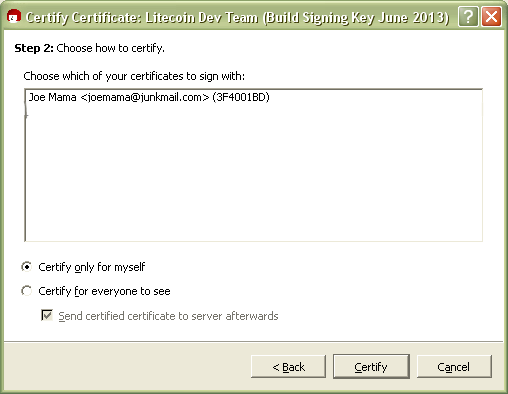 Certify Certificate: Litecoin Dev Team (Build Signing Key June 2013)
Step 2: Choose how to certify.
Choose which of your certificates to sign with:
Joe Mama <joemama@junkmail.com> (3F4001BD)
Certify only for myself
Certify for everyone to see
Send certified certificate to server afterwards
< Back
Certify
Cancel